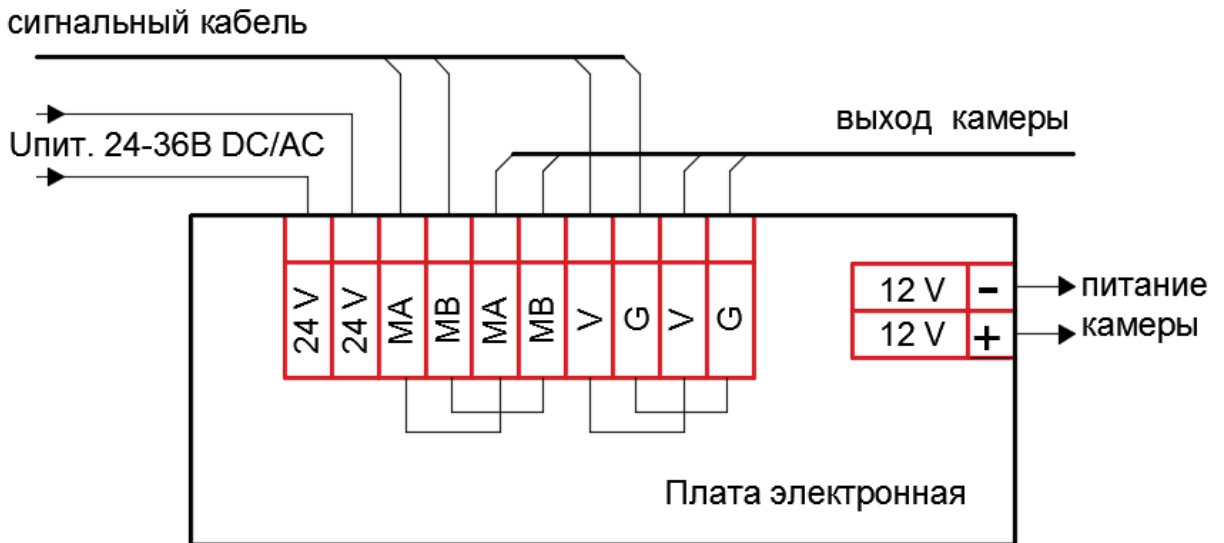 сигнальный кабель
Uпит. 24-36В DC/AC
выход камеры
24 V
24 V
MA
MB
MA
MB
V
G
V
G
12 V -
12 V +
питание
камеры
Плата электронная